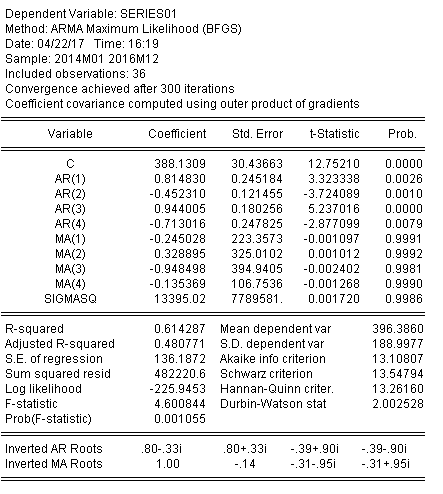 Dependent Variable: SERIES01
Method: ARMA Maximum Likelihood (BFGS)
Date: 04/22/17 Time: 16:19
Sample: 2014M01 2016M12
Included observations: 36
Convergence achieved after 300 iterations
Coefficient covariance computed using outer product of gradients
Variable Coefficient Std. Error t-Statistic Prob.
C 388.1309 30.43663 12.75210 0.0000
AR(1) 0.814830 0.245184 3.323338 0.0026
AR(2) -0.452310 0.121455 -3.724089 0.0010
AR(3) 0.944005 0.180256 5.237016 0.0000
AR(4) -0.713016 0.247825 -2.877099 0.0079
MA(1) -0.245028 223.3573 -0.001097 0.9991
MA(2) 0.328895 325.0102 0.001012 0.9992
MA(3) -0.948498 394.9405 -0.002402 0.9981
MA(4) -0.135369 106.7536 -0.001268 0.9990
SIGMASQ 13395.02 7789581. 0.001720 0.9986
R-squared 0.614287 Mean dependent var 396.3860
Adjusted R-squared 0.480771 S.D. dependent var 188.9977
S.E. of regression 136.1872 Akaike info criterion 13.10807
Sum squared resid 482220.6 Schwarz criterion 13.54794
Log likelihood -225.9453 Hannan-Quinn criter. 13.26160
F-statistic 4.600844 Durbin-Watson stat 2.002528
Prob(F-statistic) 0.001055
Inverted AR Roots .80-.33i .80+.33i -.39+.90i -.39-.90i
Inverted MA Roots 1.00 -.14 -.31-.95i -.31+.95i